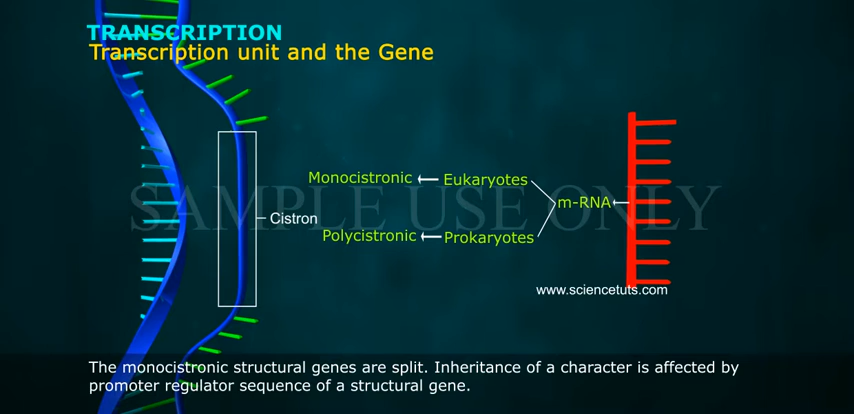 TRANSCRIPTION
Transcription unit and the Gene
Monocistronic Eukaryotes
SAMPLE USE ONLY
m-RNA
Cistron
Polycistronic Prokaryotes
www.sciencetuts.com
The monocistronic structural genes are split. Inheritance of a character is affected by
promoter regulator sequence of a structural gene.